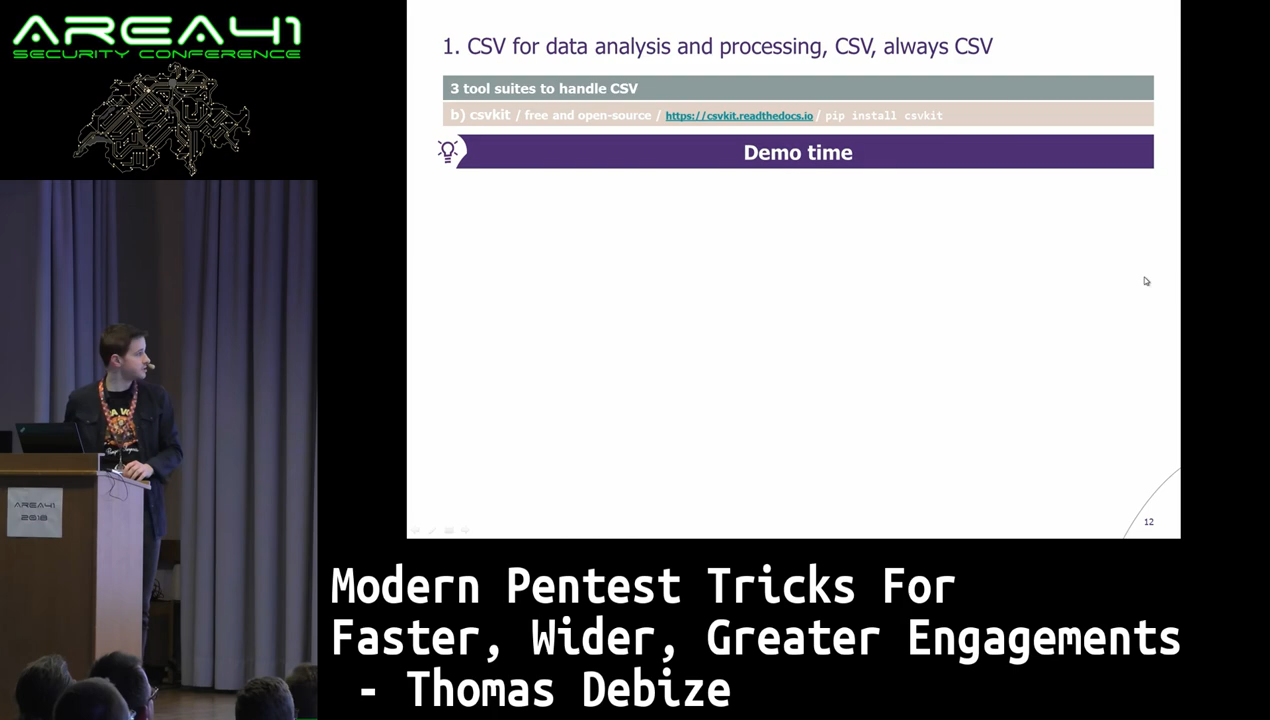 AREA41
SECURITY CONFERENCE
1. CSV for data analysis and processing, CSV, always CSV
3 tool suites to handle CSV
b) csvkit / free and open-source / https://csvkit.readthedocs.io / pip install csvkit
Demo time
12
AREA41
2018
Modern Pentest Tricks For
Faster, Wider, Greater Engagements
- Thomas Debize